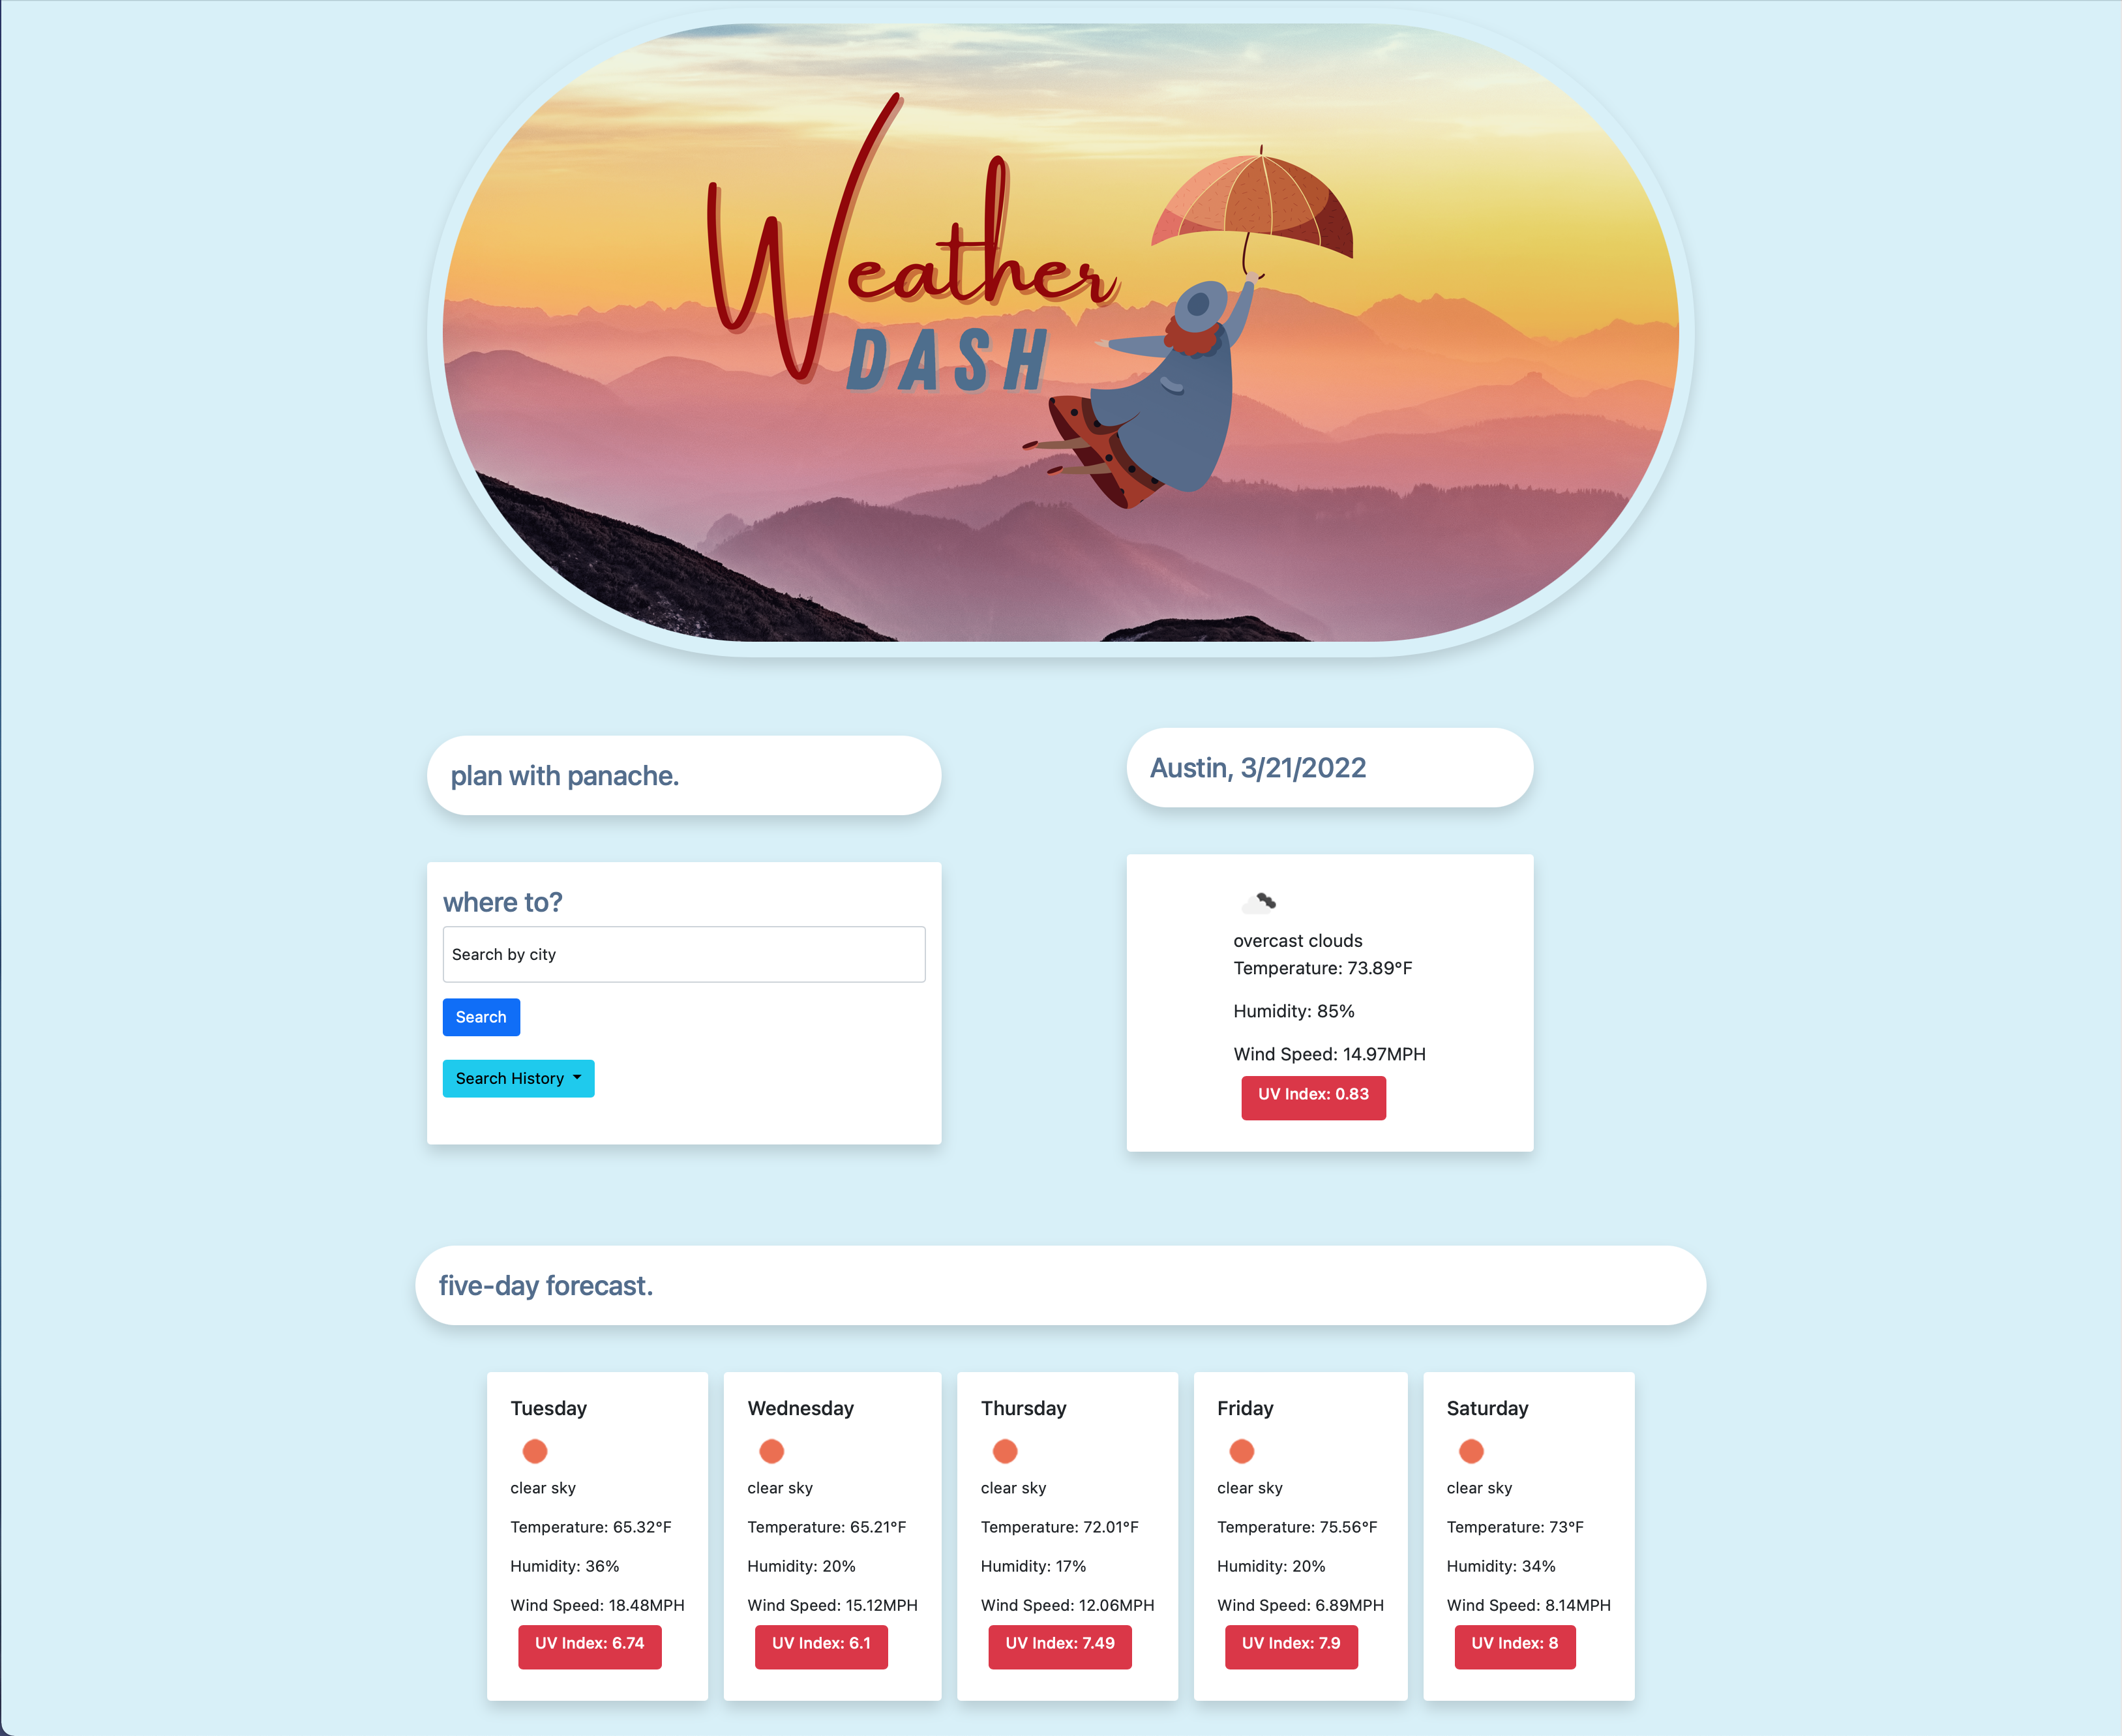 Weather
DASH
plan with panache.
Austin, 3/21/2022
where to?
Search by city
Search
Search History
overcast clouds
Temperature: 73.89°F
Humidity: 85%
Wind Speed: 14.97MPH
UV Index: 0.83
five-day forecast.
Tuesday
clear sky
Temperature: 65.32°F
Humidity: 36%
Wind Speed: 18.48MPH
UV Index: 6.74
Wednesday
clear sky
Temperature: 65.21°F
Humidity: 20%
Wind Speed: 15.12MPH
UV Index: 6.1
Thursday
clear sky
Temperature: 72.01°F
Humidity: 17%
Wind Speed: 12.06MPH
UV Index: 7.49
Friday
clear sky
Temperature: 75.56°F
Humidity: 20%
Wind Speed: 6.89MPH
UV Index: 7.9
Saturday
clear sky
Temperature: 73°F
Humidity: 34%
Wind Speed: 8.14MPH
UV Index: 8